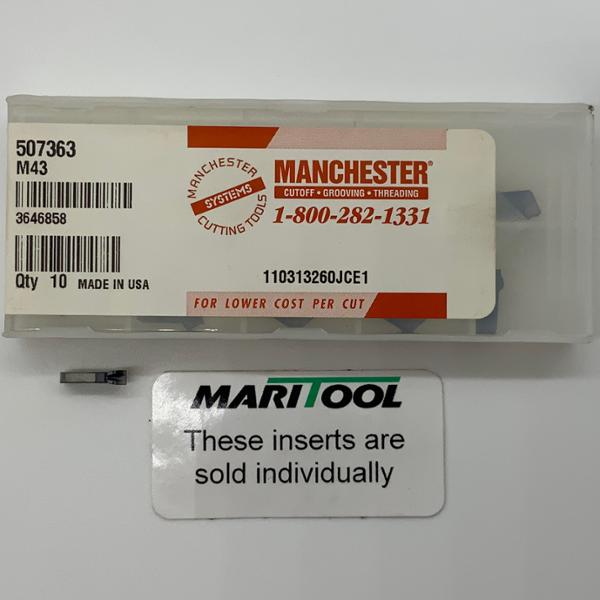 507363
M43
3646858
Qty 10 MADE IN USA
MANCHESTER
SYSTEMS
CUTTING TOOLS
MANCHESTER®
CUTOFF • GROOVING • THREADING
1-800-282-1331
110313260JCE1
FOR LOWER COST PER CUT
MARITOOL
These inserts are
sold individually